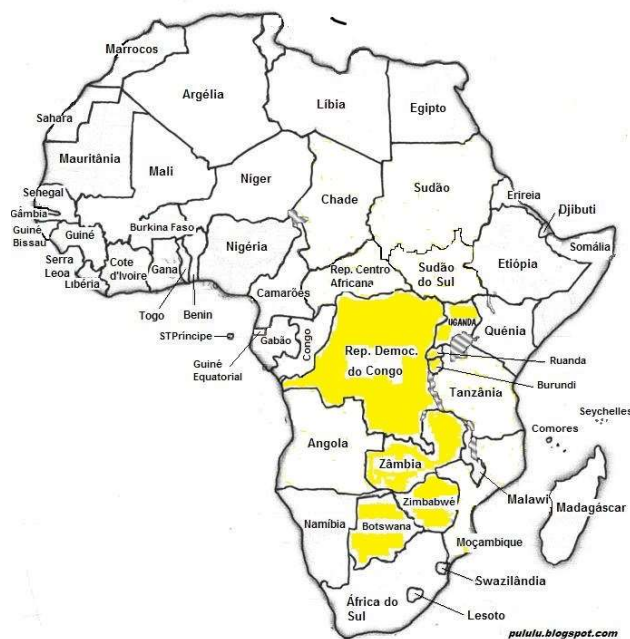 Marrocos
Argélia
Líbia
Egipto
Sahara
Mauritânia
Mali
Níger
Chade
Sudão
Erireia
Djibuti
Senegal
Gâmbia
Guiné
Bissau
Guiné
Burkina Faso
Nigéria
Somália
Etiópia
Serra
Leoa
Libéria
Cote
d'Ivoire
Gana
Togo
Benin
Camarões
Rep. Centro
Africana
Sudão
do Sul
STPríncipe
Guiné
Equatorial
Gabão
Congo
Rep. Democ.
do Congo
UGANDA
Quénia
Ruanda
Burundi
Tanzânia
Seychelles
Comores
Angola
Zâmbia
Malawi
Madagáscar
Zimbabwé
Namíbia
Botswana
Moçambique
Swazilândia
África do
Sul
Lesoto
pululu.blogspot.com